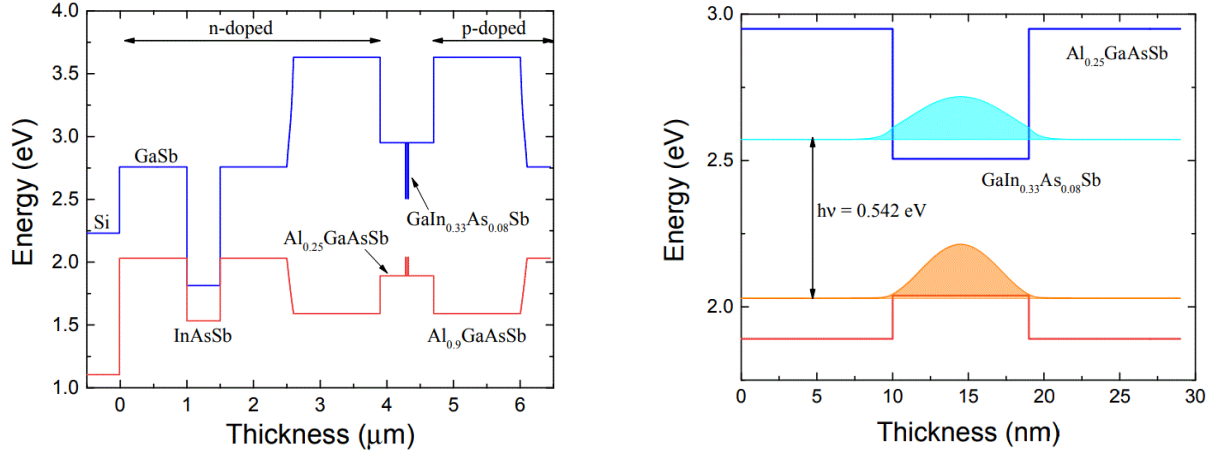 n-doped
p-doped
4.0
3.5
3.0
2.5
2.0
1.5
1.0
Energy (eV)
GaSb
Si
InAsSb
GaIn0.33As0.08Sb
Al0.25GaAsSb
Al0.9GaAsSb
0 1 2 3 4 5 6
Thickness (μm)
3.0
2.5
2.0
Energy (eV)
Al0.25GaAsSb
GaIn0.33As0.08Sb
hν = 0.542 eV
0 5 10 15 20 25 30
Thickness (nm)